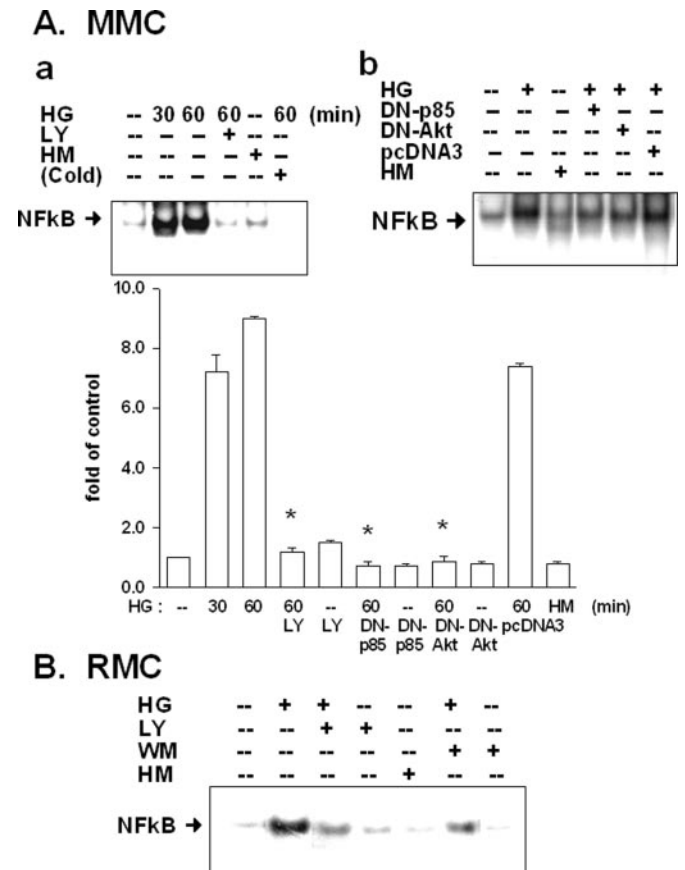 A. MMC
a
HG -- 30 60 60 -- 60 (min)
LY -- -- -- + -- --
HM -- -- -- -- + --
(Cold) -- -- -- -- -- +
NFkB →
b
HG -- + -- + + +
DN-p85 -- -- -- + -- --
DN-Akt -- -- -- -- + --
pcDNA3 -- -- -- -- -- +
HM -- -- + -- -- --
NFkB →
fold of control
10.0
8.0
6.0
4.0
2.0
0.0
* * *
HG : -- 30 60 60 -- 60 -- 60 -- 60 HM (min)
LY LY DN- DN- DN- DN- pcDNA3
p85 p85 Akt Akt
B. RMC
HG -- + + -- -- + --
LY -- -- + + -- -- --
WM -- -- -- -- -- + +
HM -- -- -- -- + -- --
NFkB →